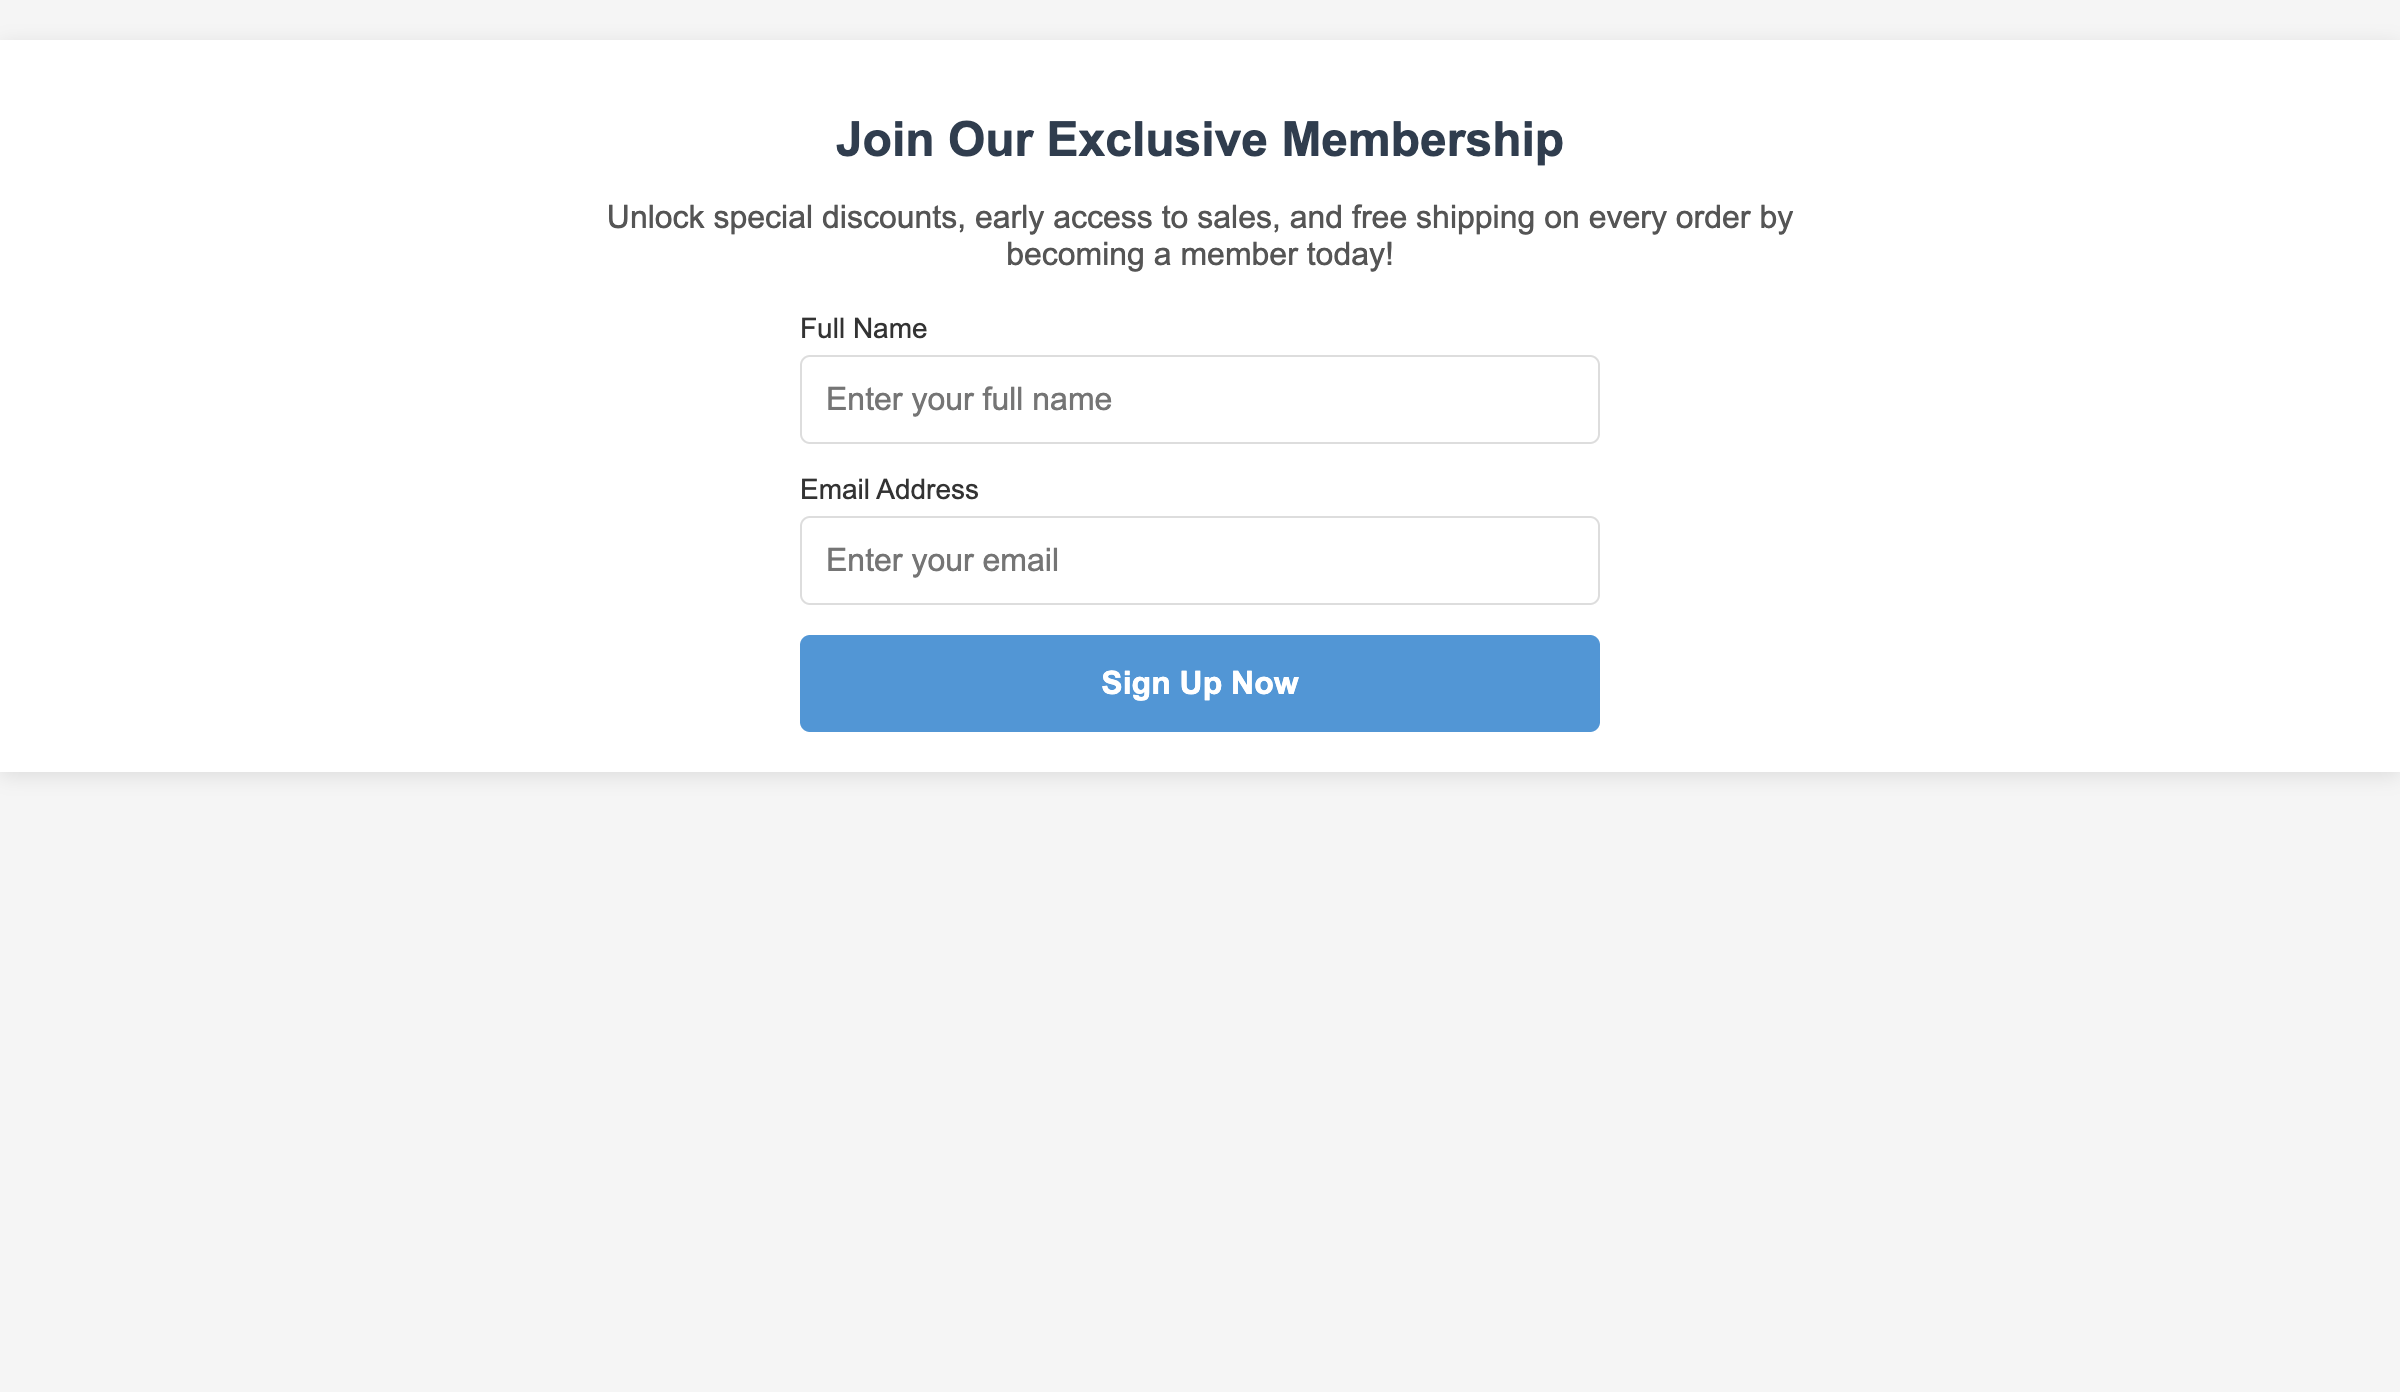 Join Our Exclusive Membership
Unlock special discounts, early access to sales, and free shipping on every order by
becoming a member today!
Full Name
Enter your full name
Email Address
Enter your email
Sign Up Now